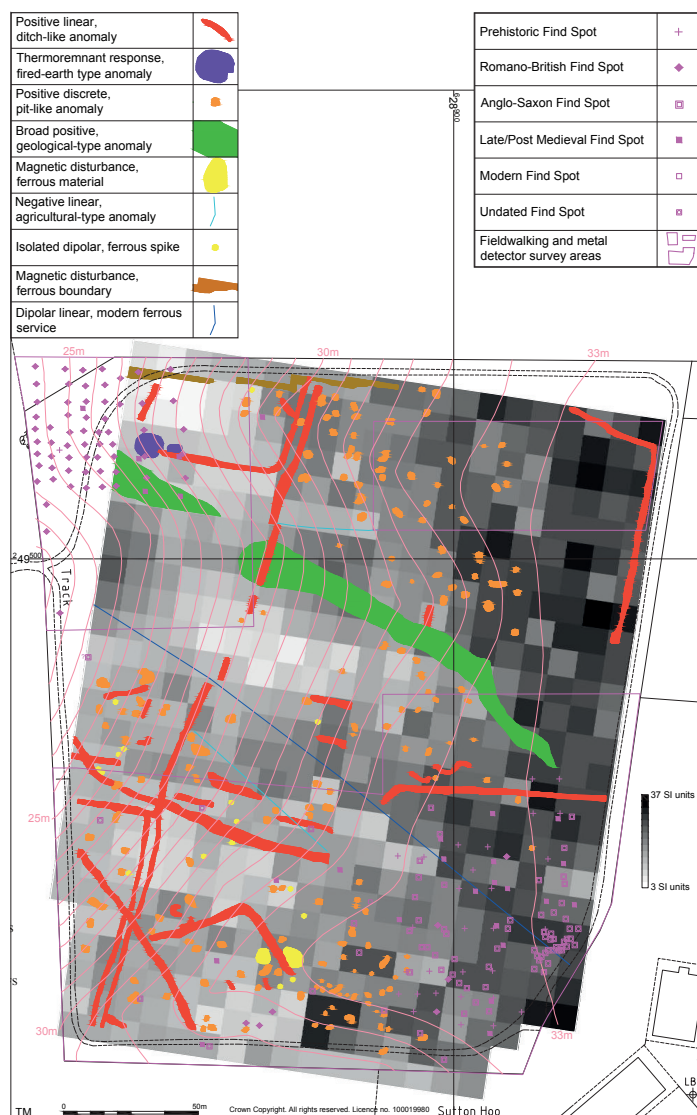 Positive linear,
ditch-like anomaly
Thermoremnant response,
fired-earth type anomaly
Positive discrete,
pit-like anomaly
Broad positive,
geological-type anomaly
Magnetic disturbance,
ferrous material
Negative linear,
agricultural-type anomaly
Isolated dipolar, ferrous spike
Magnetic disturbance,
ferrous boundary
Dipolar linear, modern ferrous
service
Prehistoric Find Spot
Romano-British Find Spot
Anglo-Saxon Find Spot
Late/Post Medieval Find Spot
Modern Find Spot
Undated Find Spot
Fieldwalking and metal
detector survey areas
628900
25m
30m
33m
249500
Track
37 SI units
3 SI units
25m
S
30m
33m
LB
TM
0
50m
Crown Copyright. All rights reserved. Licence no. 100019980
Sutton Hoo